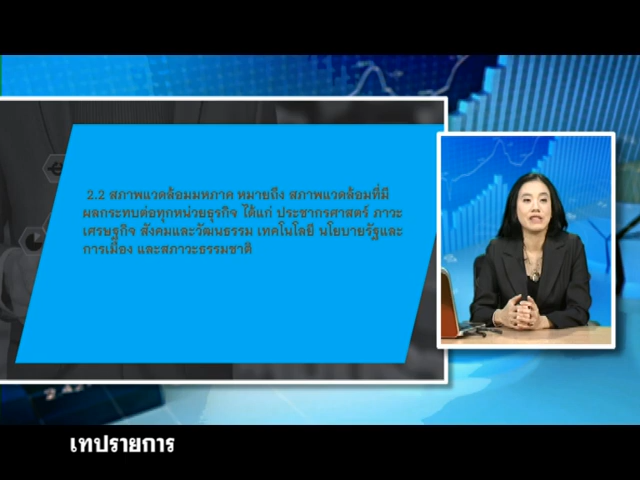 2.2 สภาพแวดล้อมมหภาค หมายถึง สภาพแวดล้อมที่มี
ผลกระทบต่อทุกหน่วยธุรกิจ ได้แก่ ประชากรศาสตร์ ภาวะ
เศรษฐกิจ สังคมและวัฒนธรรม เทคโนโลยี นโยบายรัฐและ
การเมือง และสภาวะธรรมชาติ
เทปรายการ